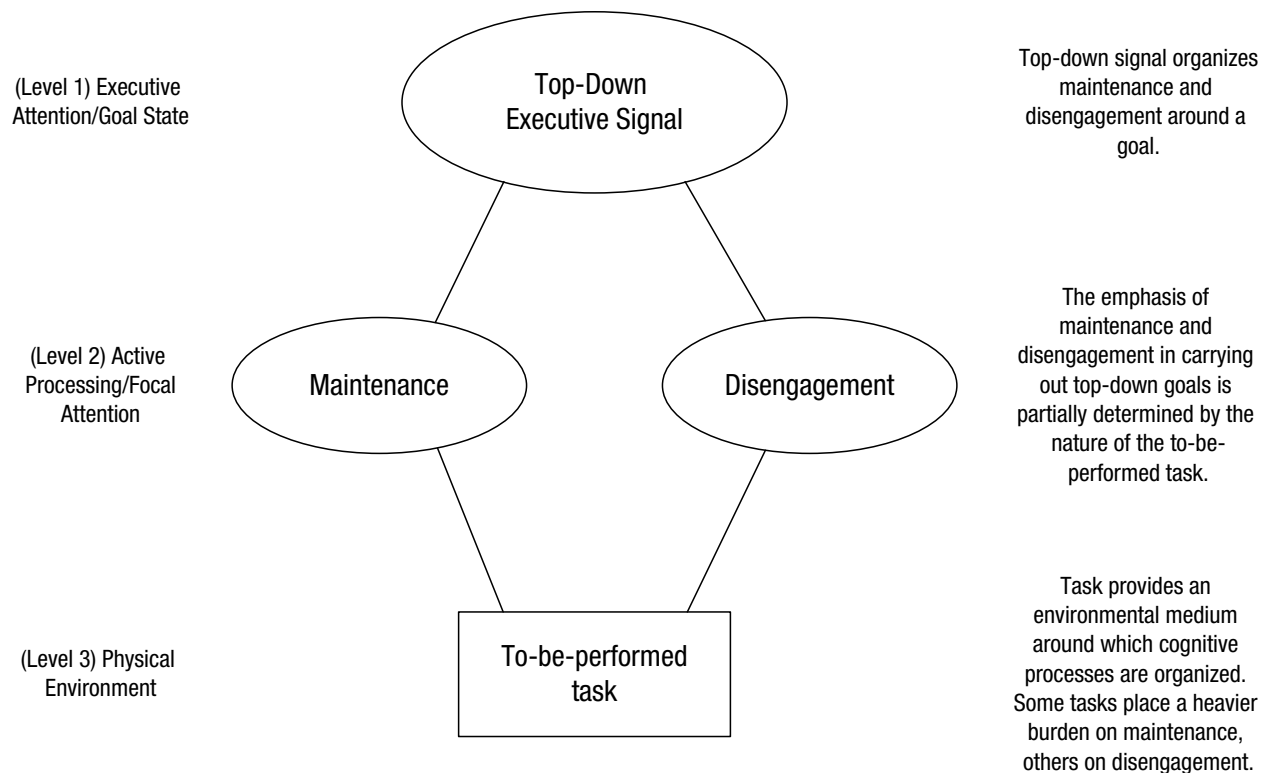 (Level 1) Executive
Attention/Goal State
Top-Down
Executive Signal
Top-down signal organizes
maintenance and
disengagement around a
goal.
(Level 2) Active
Processing/Focal
Attention
Maintenance
Disengagement
The emphasis of
maintenance and
disengagement in carrying
out top-down goals is
partially determined by the
nature of the to-be-
performed task.
(Level 3) Physical
Environment
To-be-performed
task
Task provides an
environmental medium
around which cognitive
processes are organized.
Some tasks place a heavier
burden on maintenance,
others on disengagement.